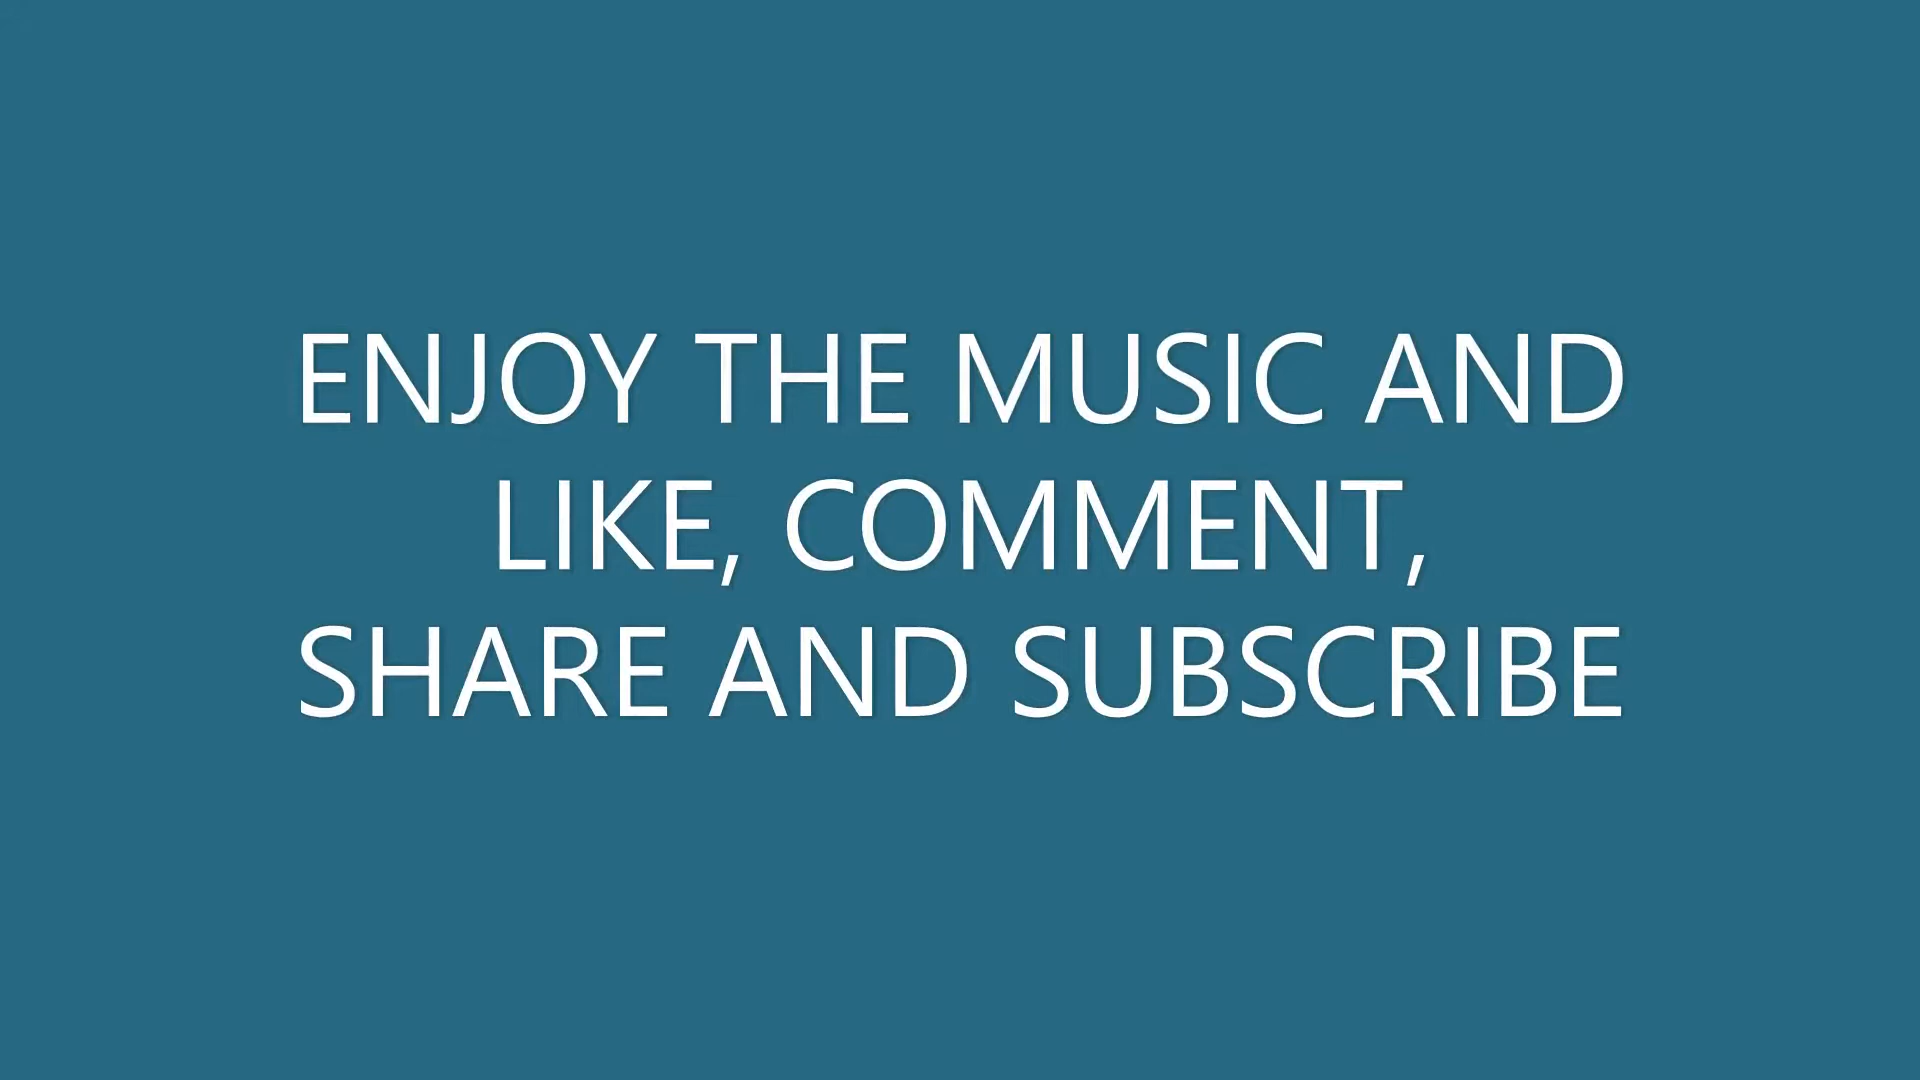 ENJOY THE MUSIC AND
LIKE, COMMENT,
SHARE AND SUBSCRIBE